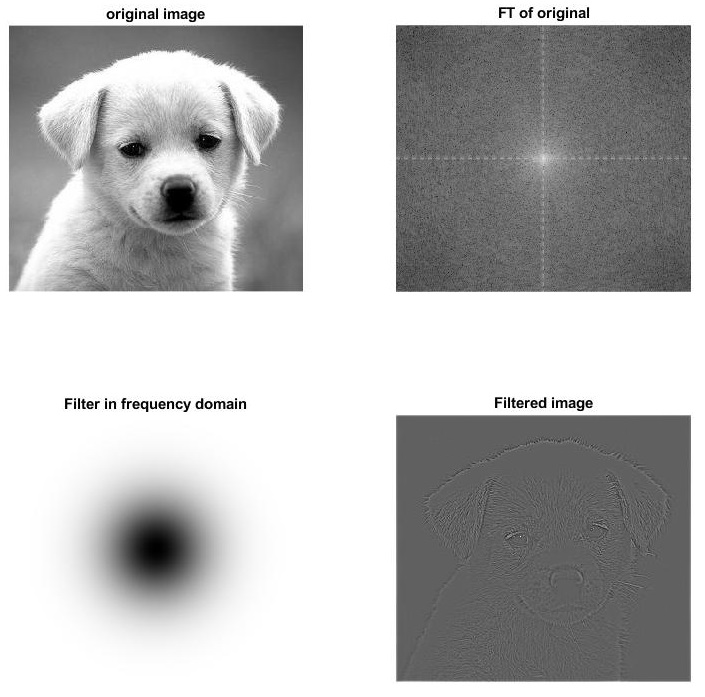 original image
FT of original
Filter in frequency domain
Filtered image